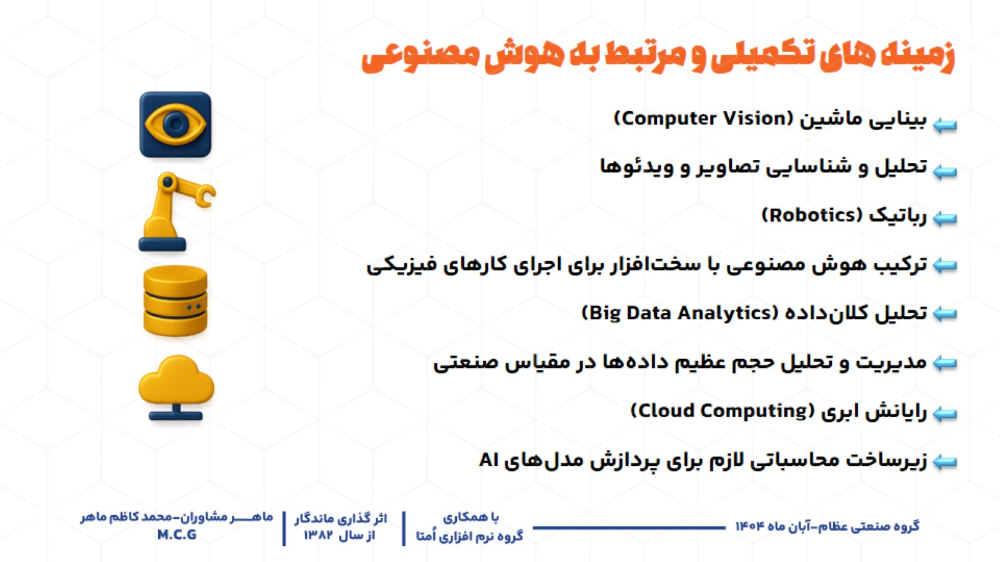 زمینه های تکمیلی و مرتبط به هوش مصنوعی
بینایی ماشین (Computer Vision)
تحلیل و شناسایی تصاویر و ویدئوها
رباتیک (Robotics)
ترکیب هوش مصنوعی با سخت‌افزار برای اجرای کارهای فیزیکی
تحلیل کلان‌داده (Big Data Analytics)
مدیریت و تحلیل حجم عظیم داده‌ها در مقیاس صنعتی
رایانش ابری (Cloud Computing)
زیرساخت محاسباتی لازم برای پردازش مدل‌های AI
گروه صنعتی عظام-آبان ماه ۱۴۰۴
با همکاری
گروه نرم افزاری اُمتا
اثر گذاری ماندگار
از سال ۱۳۸۲
ماهـــر مشاوران-محمد کاظم ماهر
M.C.G